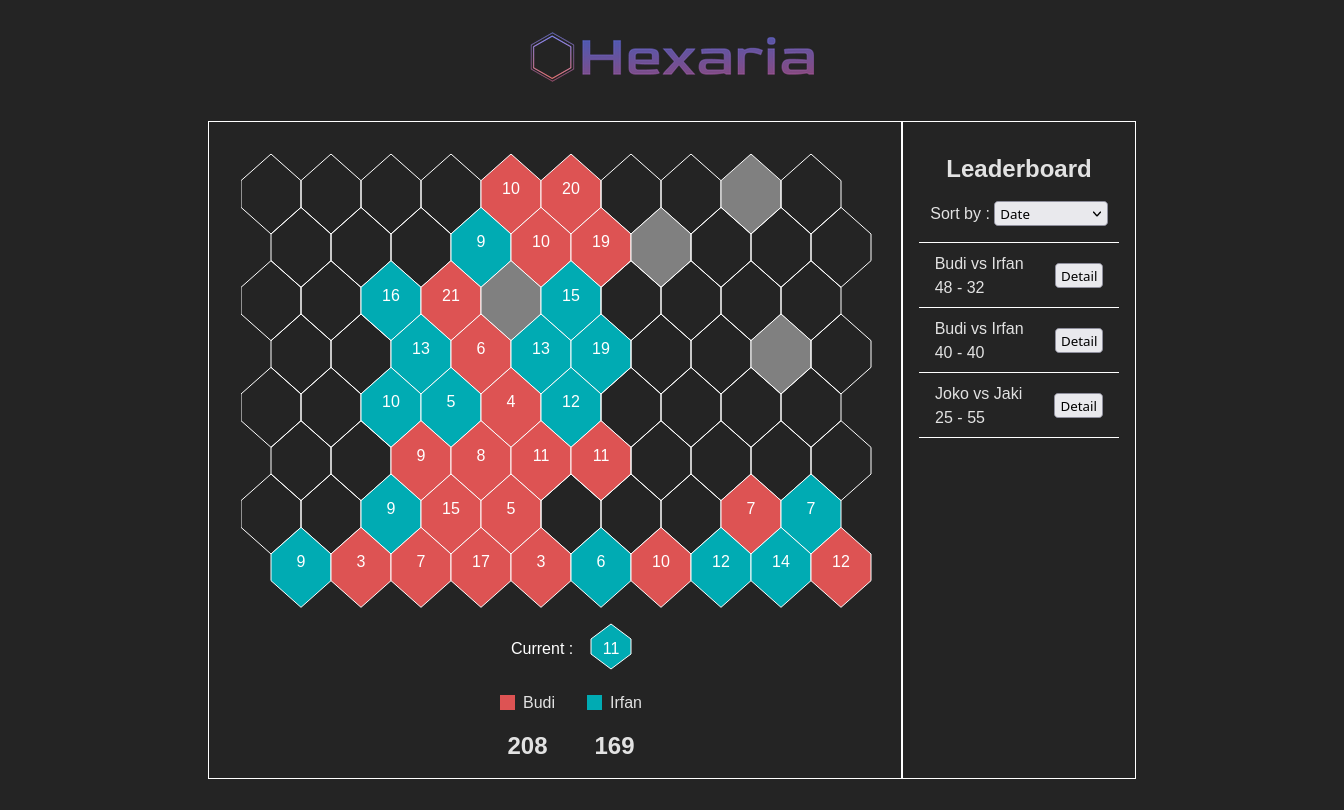 Hexaria
10 20
9 10 19
16 21 15
13 6 13 19
10 5 4 12
9 8 11 11
9 15 5 7 7
9 3 7 17 3 6 10 12 14 12
Current : 11
Budi Irfan
208 169
Leaderboard
Sort by : Date
Budi vs Irfan
48 - 32
Detail
Budi vs Irfan
40 - 40
Detail
Joko vs Jaki
25 - 55
Detail